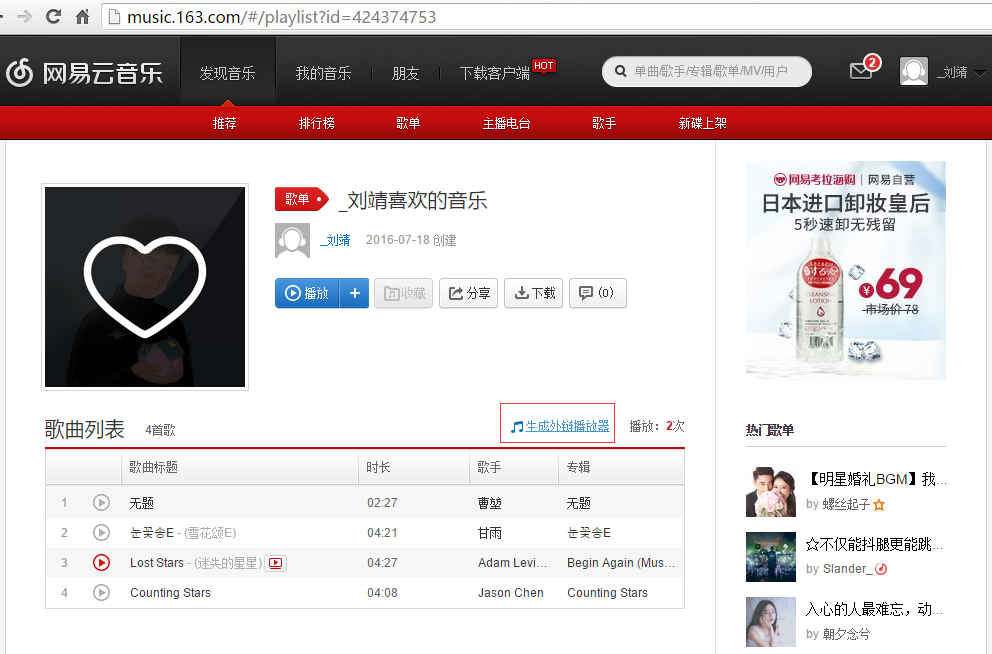 music.163.com/#/playlist?id=424374753
网易云音乐 发现音乐 我的音乐 朋友 下载客户端 HOT 单曲/歌手/专辑/歌单/MV/用户 2 _刘靖
推荐 排行榜 歌单 主播电台 歌手 新碟上架
歌单 _刘靖喜欢的音乐
_刘靖 2016-07-18 创建
播放 + 收藏 分享 下载 (0)
网易考拉海购 | 网易自营
日本进口卸妆皇后
5秒速卸无残留
¥69
市场价 78
CLEANSING
LOTION
歌曲列表 4首歌 生成外链播放器 播放：2次
歌曲标题 时长 歌手 专辑
1 无题 02:27 曹堃 无题
2 눈꽃송E - (雪花颂E) 04:21 甘雨 눈꽃송E
3 Lost Stars - (迷失的星星) 04:27 Adam Levi... Begin Again (Mus...
4 Counting Stars 04:08 Jason Chen Counting Stars
热门歌单
【明星婚礼BGM】我...
by 螺丝起子
☆不仅能抖腿更能跳...
by Slander_
入心的人最难忘，动...
by 朝夕念兮